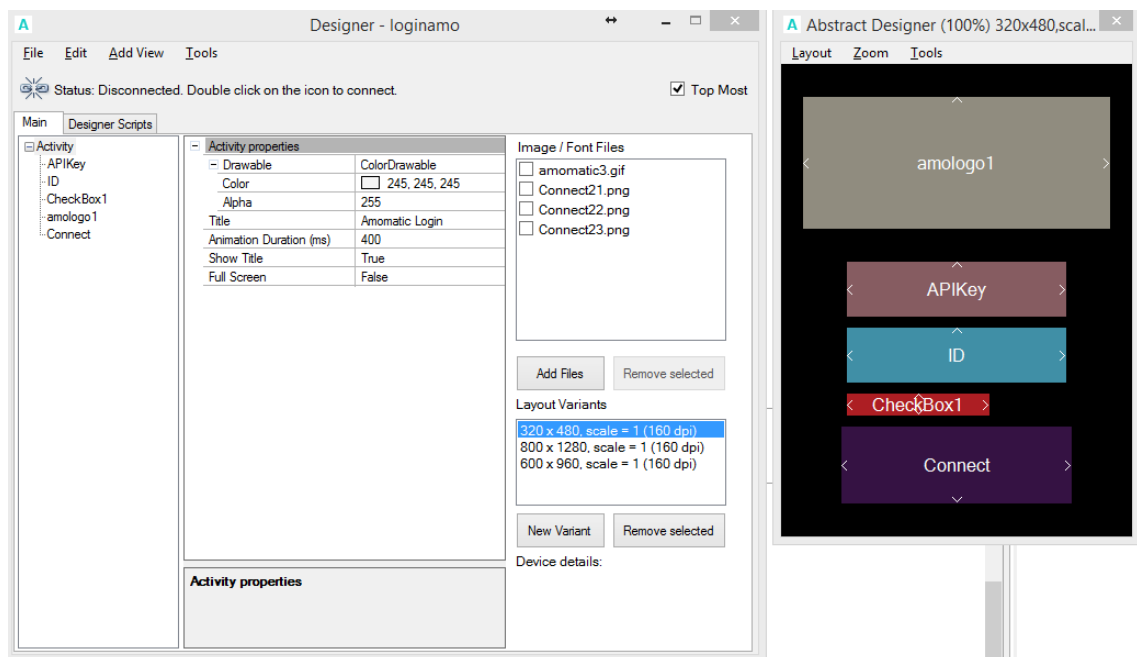 A Designer - loginamo
File Edit Add View Tools
Status: Disconnected. Double click on the icon to connect.
Top Most
Main Designer Scripts
Activity
APIKey
ID
CheckBox1
amologo1
Connect
Activity properties
Drawable ColorDrawable
Color 245, 245, 245
Alpha 255
Title Amomatic Login
Animation Duration (ms) 400
Show Title True
Full Screen False
Activity properties
Image / Font Files
amomatic3.gif
Connect21.png
Connect22.png
Connect23.png
Add Files Remove selected
Layout Variants
320 x 480, scale = 1 (160 dpi)
800 x 1280, scale = 1 (160 dpi)
600 x 960, scale = 1 (160 dpi)
New Variant Remove selected
Device details:
A Abstract Designer (100%) 320x480,scal...
Layout Zoom Tools
amologo1
APIKey
ID
CheckBox1
Connect